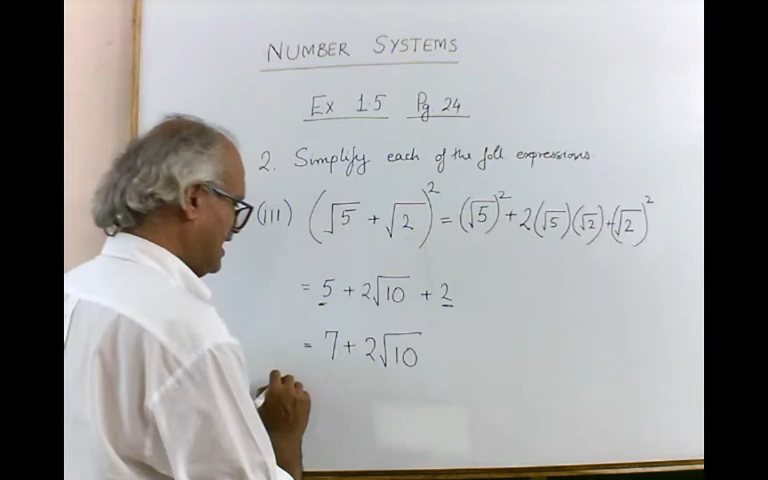 NUMBER SYSTEMS
Ex 1.5 Pg 24
2. Simplify each of the foll expressions.
(iii) (√5 + √2)² = (√5)² + 2(√5)(√2) + (√2)²
= 5 + 2√10 + 2
= 7 + 2√10